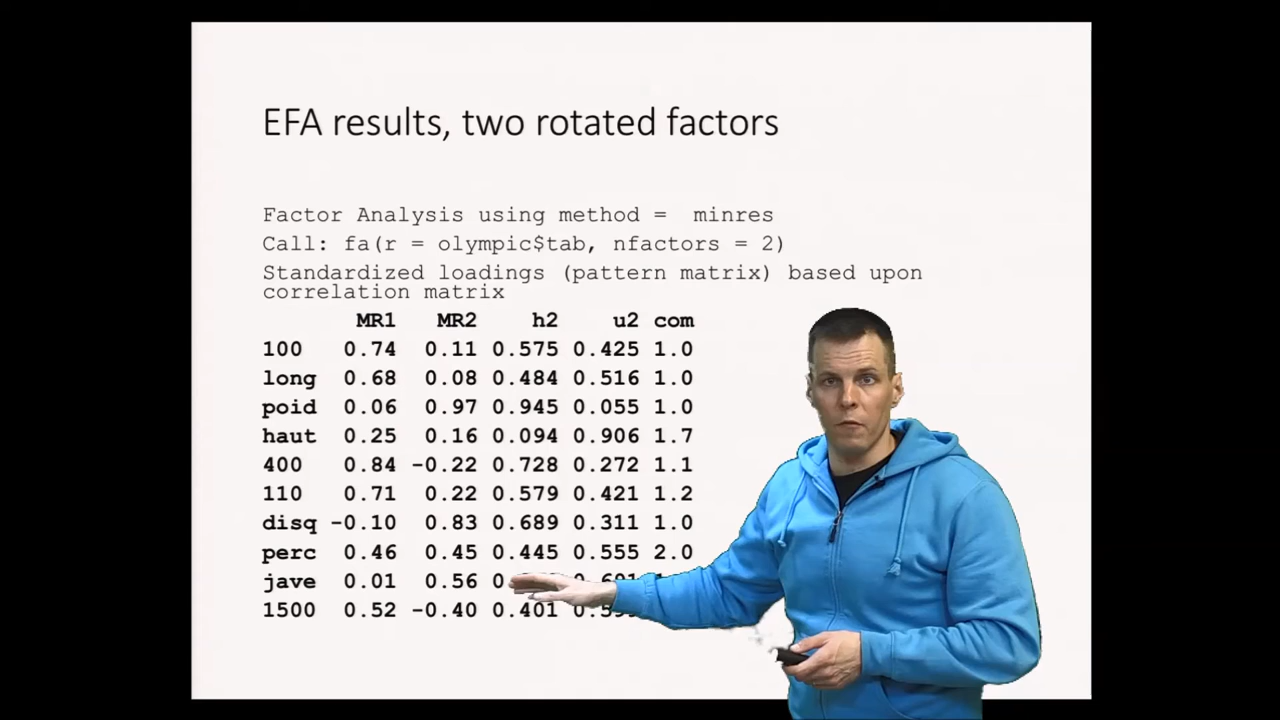 EFA results, two rotated factors
Factor Analysis using method = minres
Call: fa(r = olympic$tab, nfactors = 2)
Standardized loadings (pattern matrix) based upon
correlation matrix
MR1 MR2 h2 u2 com
100 0.74 0.11 0.575 0.425 1.0
long 0.68 0.08 0.484 0.516 1.0
poid 0.06 0.97 0.945 0.055 1.0
haut 0.25 0.16 0.094 0.906 1.7
400 0.84 -0.22 0.728 0.272 1.1
110 0.71 0.22 0.579 0.421 1.2
disq -0.10 0.83 0.689 0.311 1.0
perc 0.46 0.45 0.445 0.555 2.0
jave 0.01 0.56
1500 0.52 -0.40 0.401